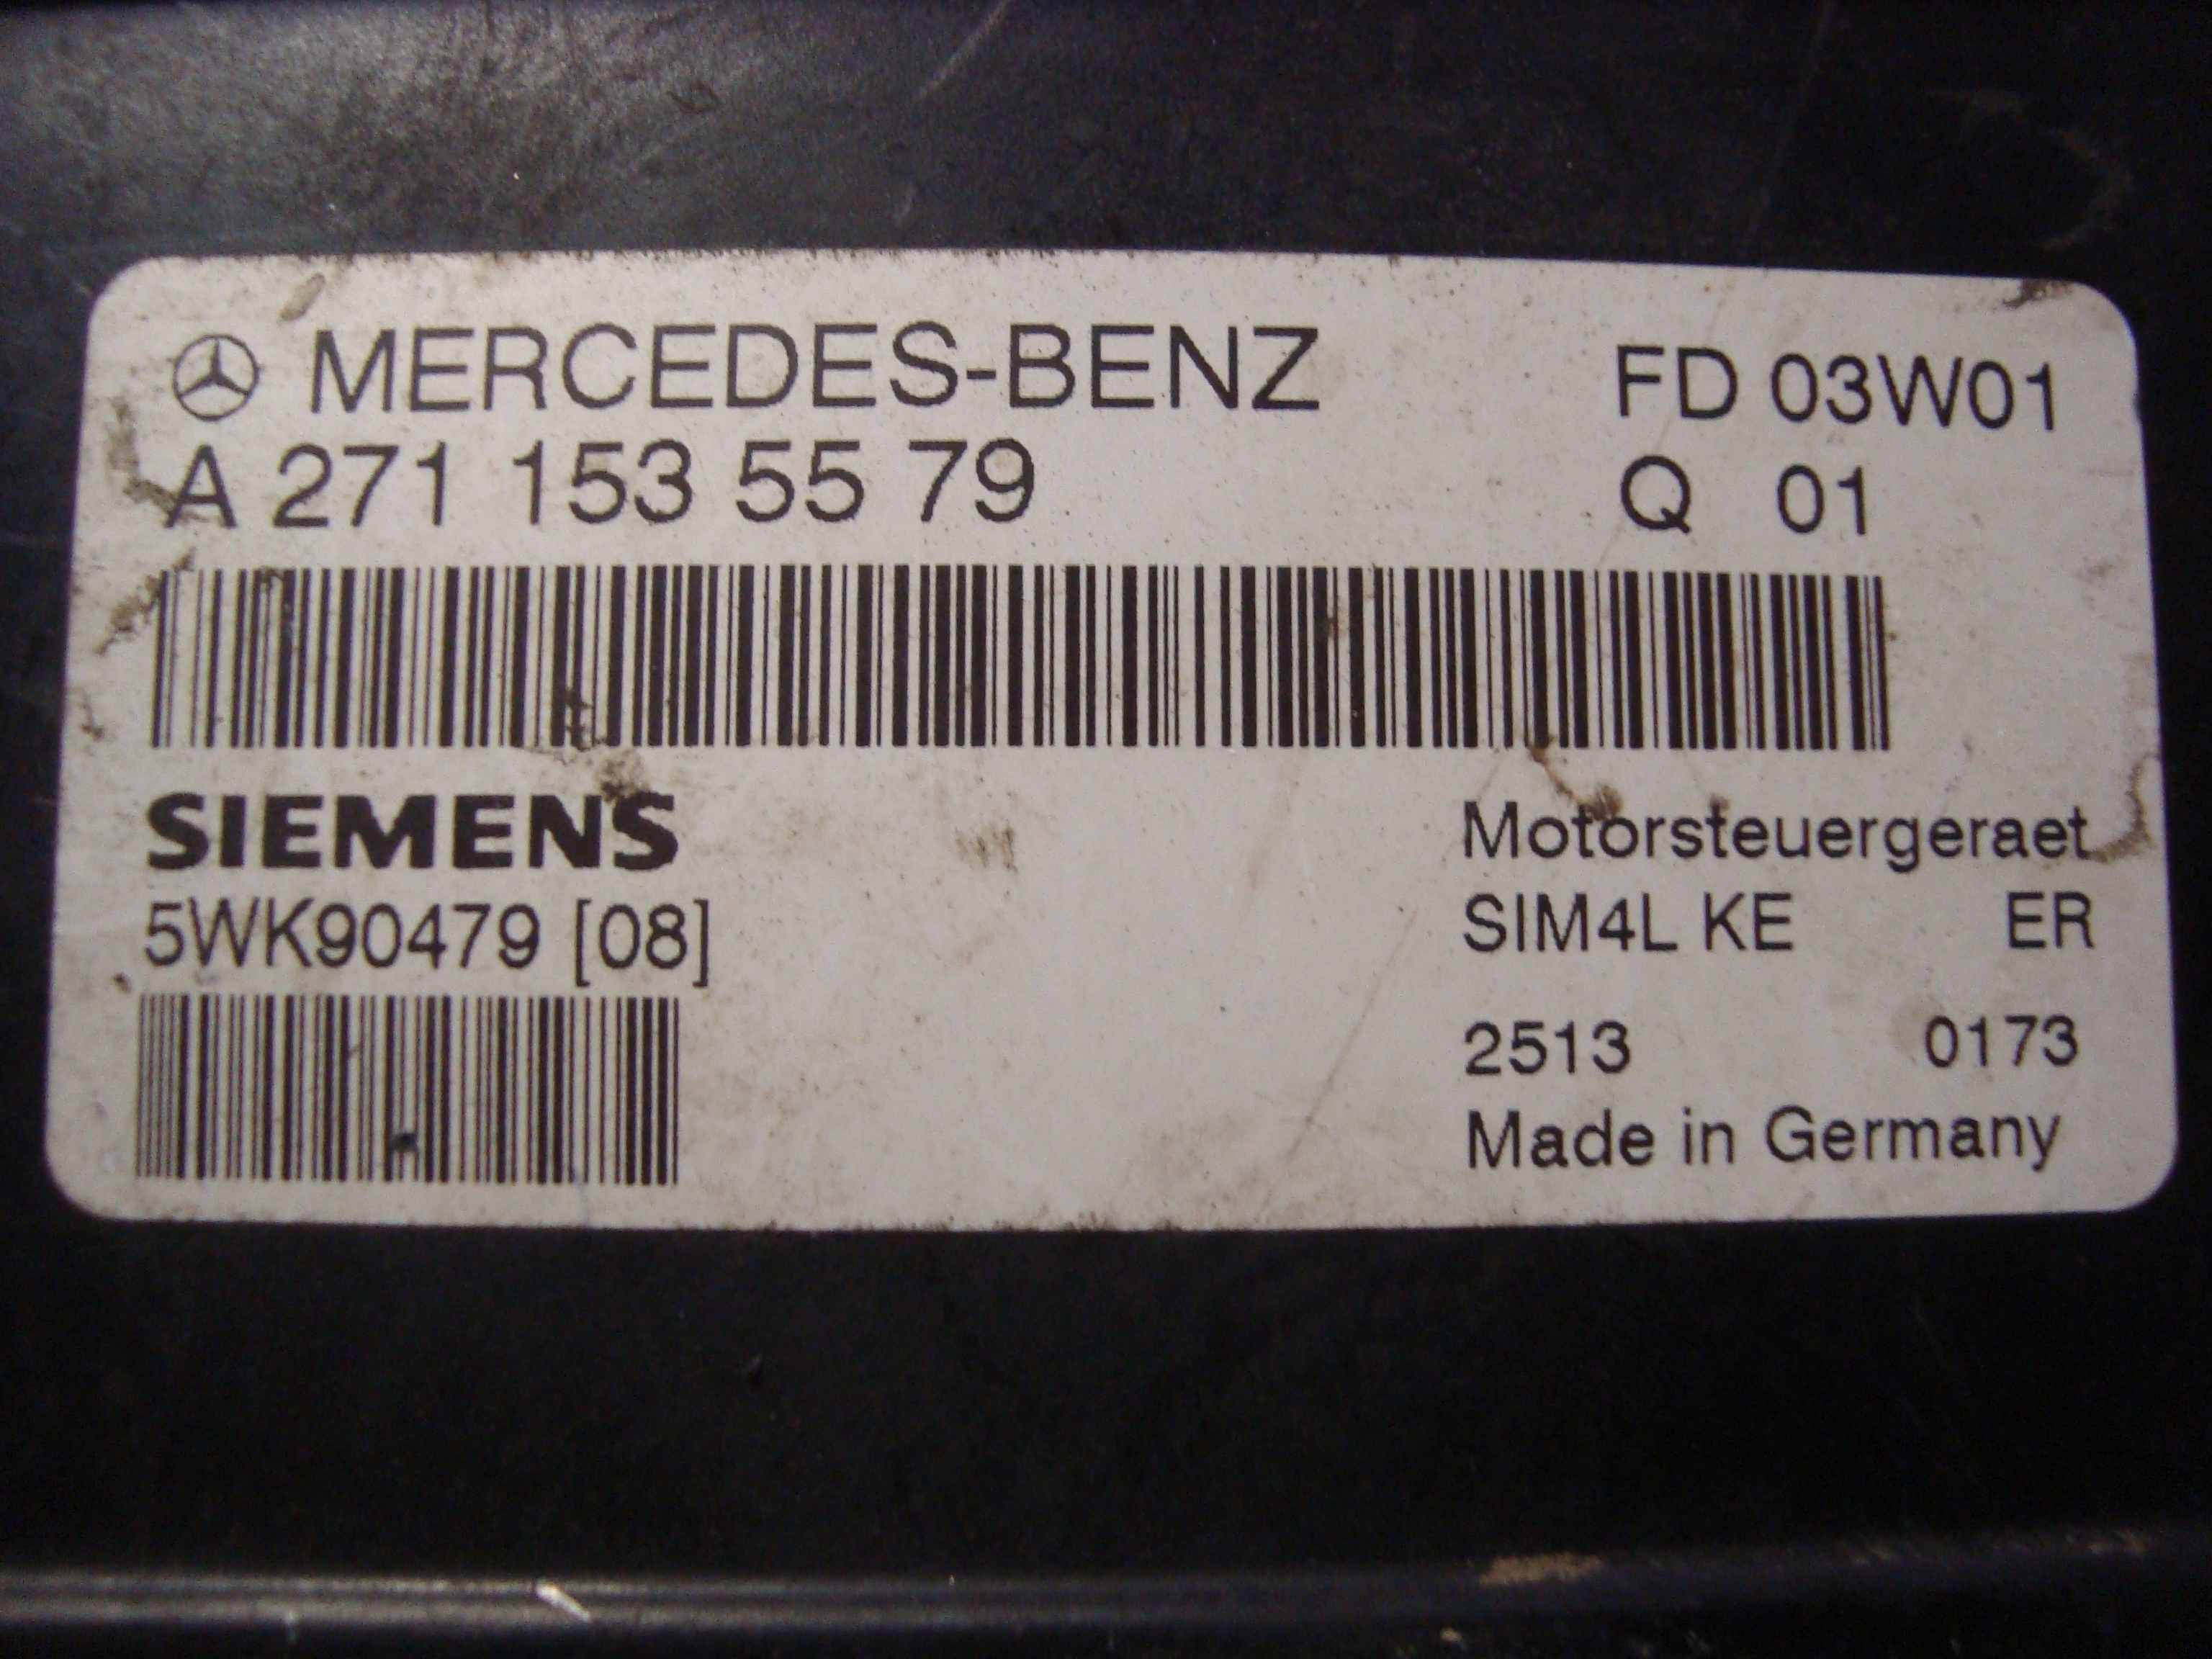 MERCEDES-BENZ FD 03W01
A 271 153 55 79 Q 01
SIEMENS Motorsteuergeraet
5WK90479 [08] SIM4L KE ER
2513 0173
Made in Germany